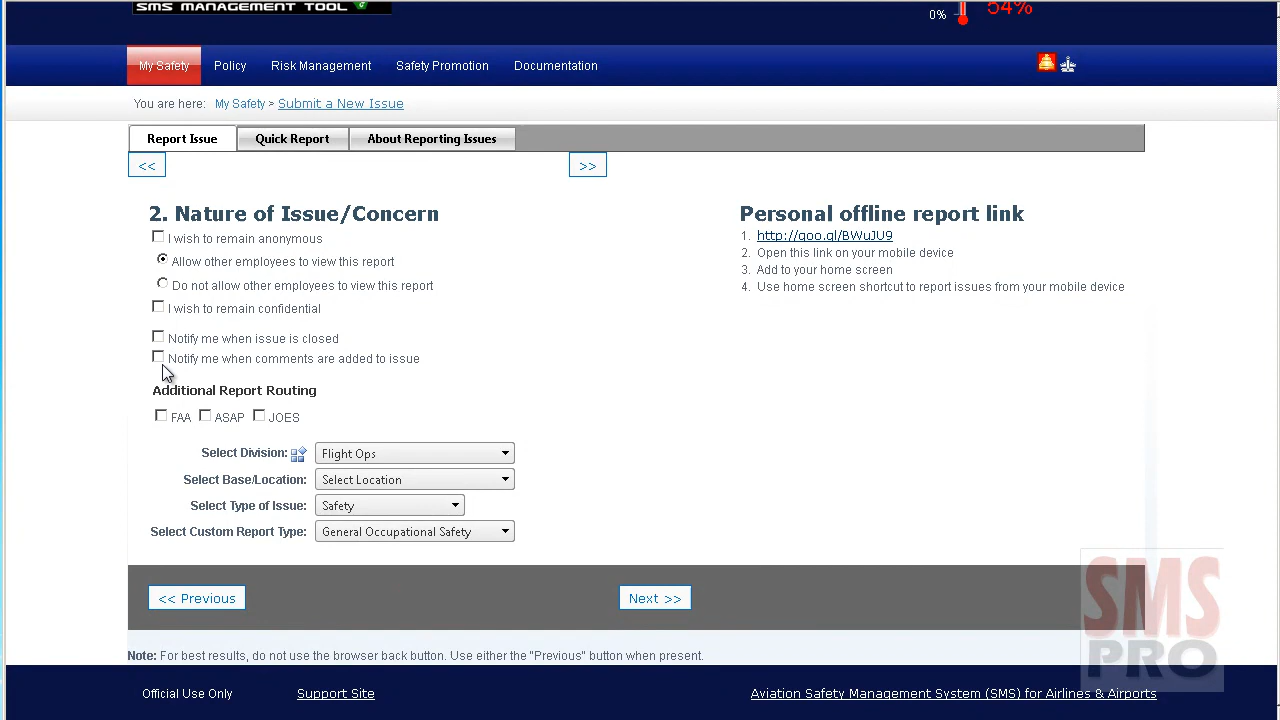 SMS MANAGEMENT TOOL
0% 54%
My Safety Policy Risk Management Safety Promotion Documentation
You are here: My Safety > Submit a New Issue
Report Issue Quick Report About Reporting Issues
<< >>
2. Nature of Issue/Concern
I wish to remain anonymous
Allow other employees to view this report
Do not allow other employees to view this report
I wish to remain confidential
Notify me when issue is closed
Notify me when comments are added to issue
Additional Report Routing
FAA ASAP JOES
Select Division: Flight Ops
Select Base/Location: Select Location
Select Type of Issue: Safety
Select Custom Report Type: General Occupational Safety
Personal offline report link
1. http://goo.gl/BWuJU9
2. Open this link on your mobile device
3. Add to your home screen
4. Use home screen shortcut to report issues from your mobile device
<< Previous Next >>
SMS
PRO
Note: For best results, do not use the browser back button. Use either the "Previous" button when present.
Official Use Only Support Site Aviation Safety Management System (SMS) for Airlines & Airports